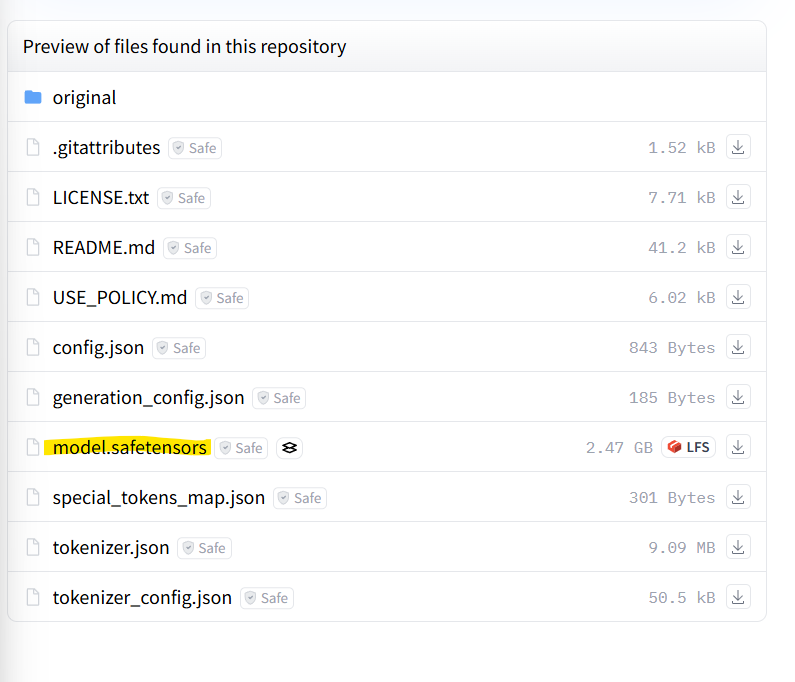 Preview of files found in this repository
original
.gitattributes Safe 1.52 kB
LICENSE.txt Safe 7.71 kB
README.md Safe 41.2 kB
USE_POLICY.md Safe 6.02 kB
config.json Safe 843 Bytes
generation_config.json Safe 185 Bytes
model.safetensors Safe 2.47 GB LFS
special_tokens_map.json Safe 301 Bytes
tokenizer.json Safe 9.09 MB
tokenizer_config.json Safe 50.5 kB